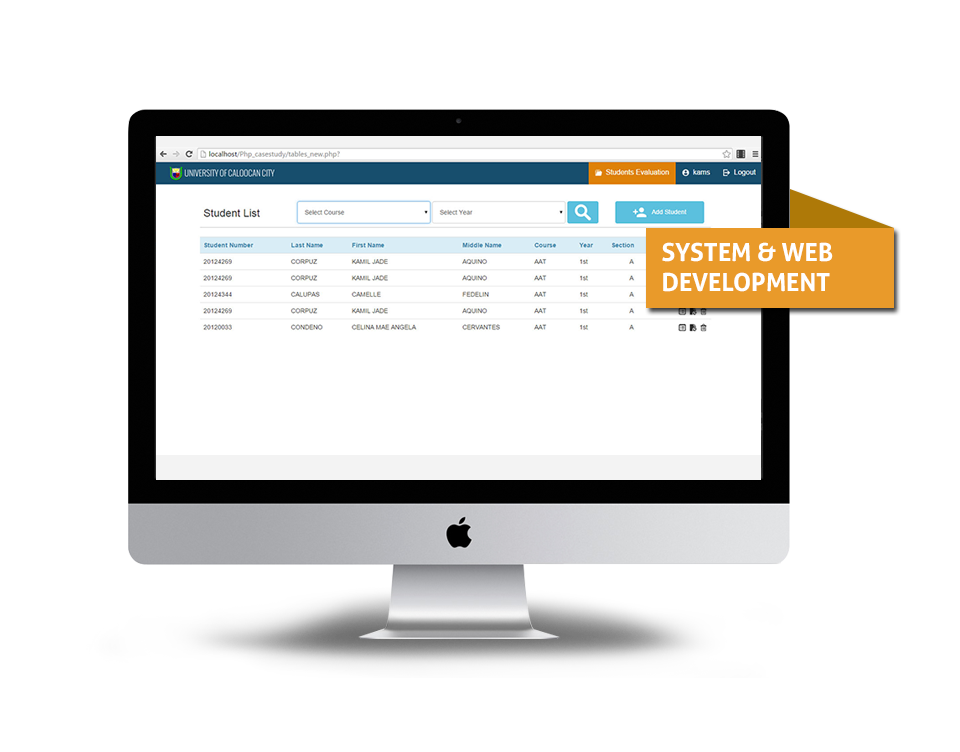 localhost/Php_casestudy/tables_new.php?
UNIVERSITY OF CALOOCAN CITY
Students Evaluation
kams
Logout
Student List
Select Course
Select Year
Add Student
Student Number Last Name First Name Middle Name Course Year Section
20124269 CORPUZ KAMIL JADE AQUINO AAT 1st A
20124269 CORPUZ KAMIL JADE AQUINO AAT 1st A
20124344 CALUPAS CAMELLE FEDELIN AAT 1st A
20124269 CORPUZ KAMIL JADE AQUINO AAT 1st A
20120033 CONDENO CELINA MAE ANGELA CERVANTES AAT 1st A
SYSTEM & WEB
DEVELOPMENT